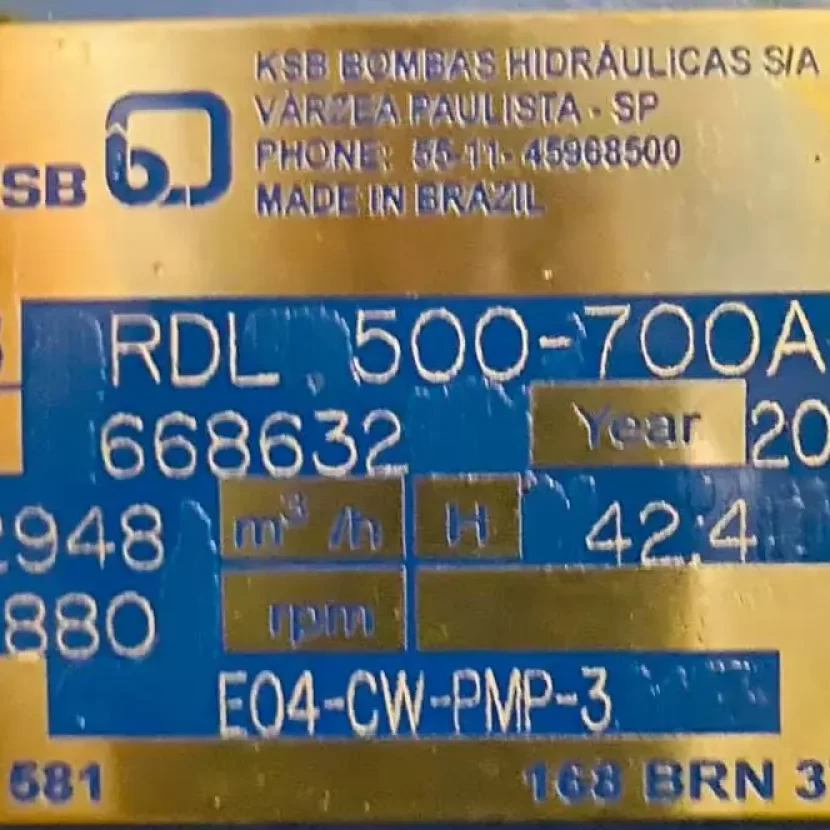 KSB BOMBAS HIDRÁULICAS S/A
VÁRZEA PAULISTA - SP
PHONE: 55-11-45968500
SB
MADE IN BRAZIL
RDL 500-700A
668632 Year 20
2948 m³/h H 42.4
880 rpm
E04-CW-PMP-3
581 168 BRN 3